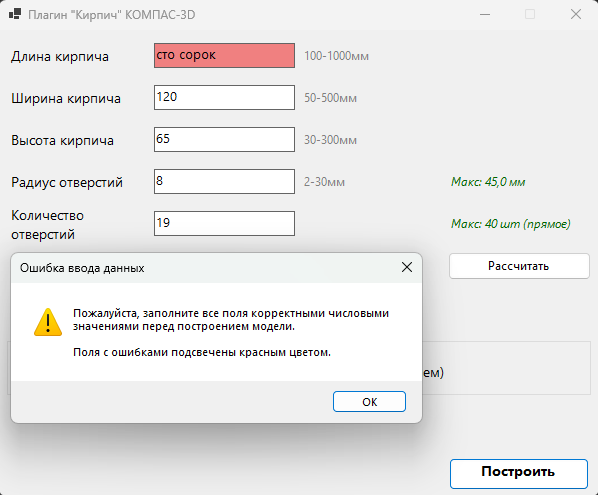 Плагин "Кирпич" КОМПАС-3D
Длина кирпича
сто сорок
100-1000мм
Ширина кирпича
120
50-500мм
Высота кирпича
65
30-300мм
Радиус отверстий
8
2-30мм
Макс: 45,0 мм
Количество
отверстий
19
Макс: 40 шт (прямое)
Рассчитать
Ошибка ввода данных
Пожалуйста, заполните все поля корректными числовыми
значениями перед построением модели.
Поля с ошибками подсвечены красным цветом.
ем)
OK
Построить